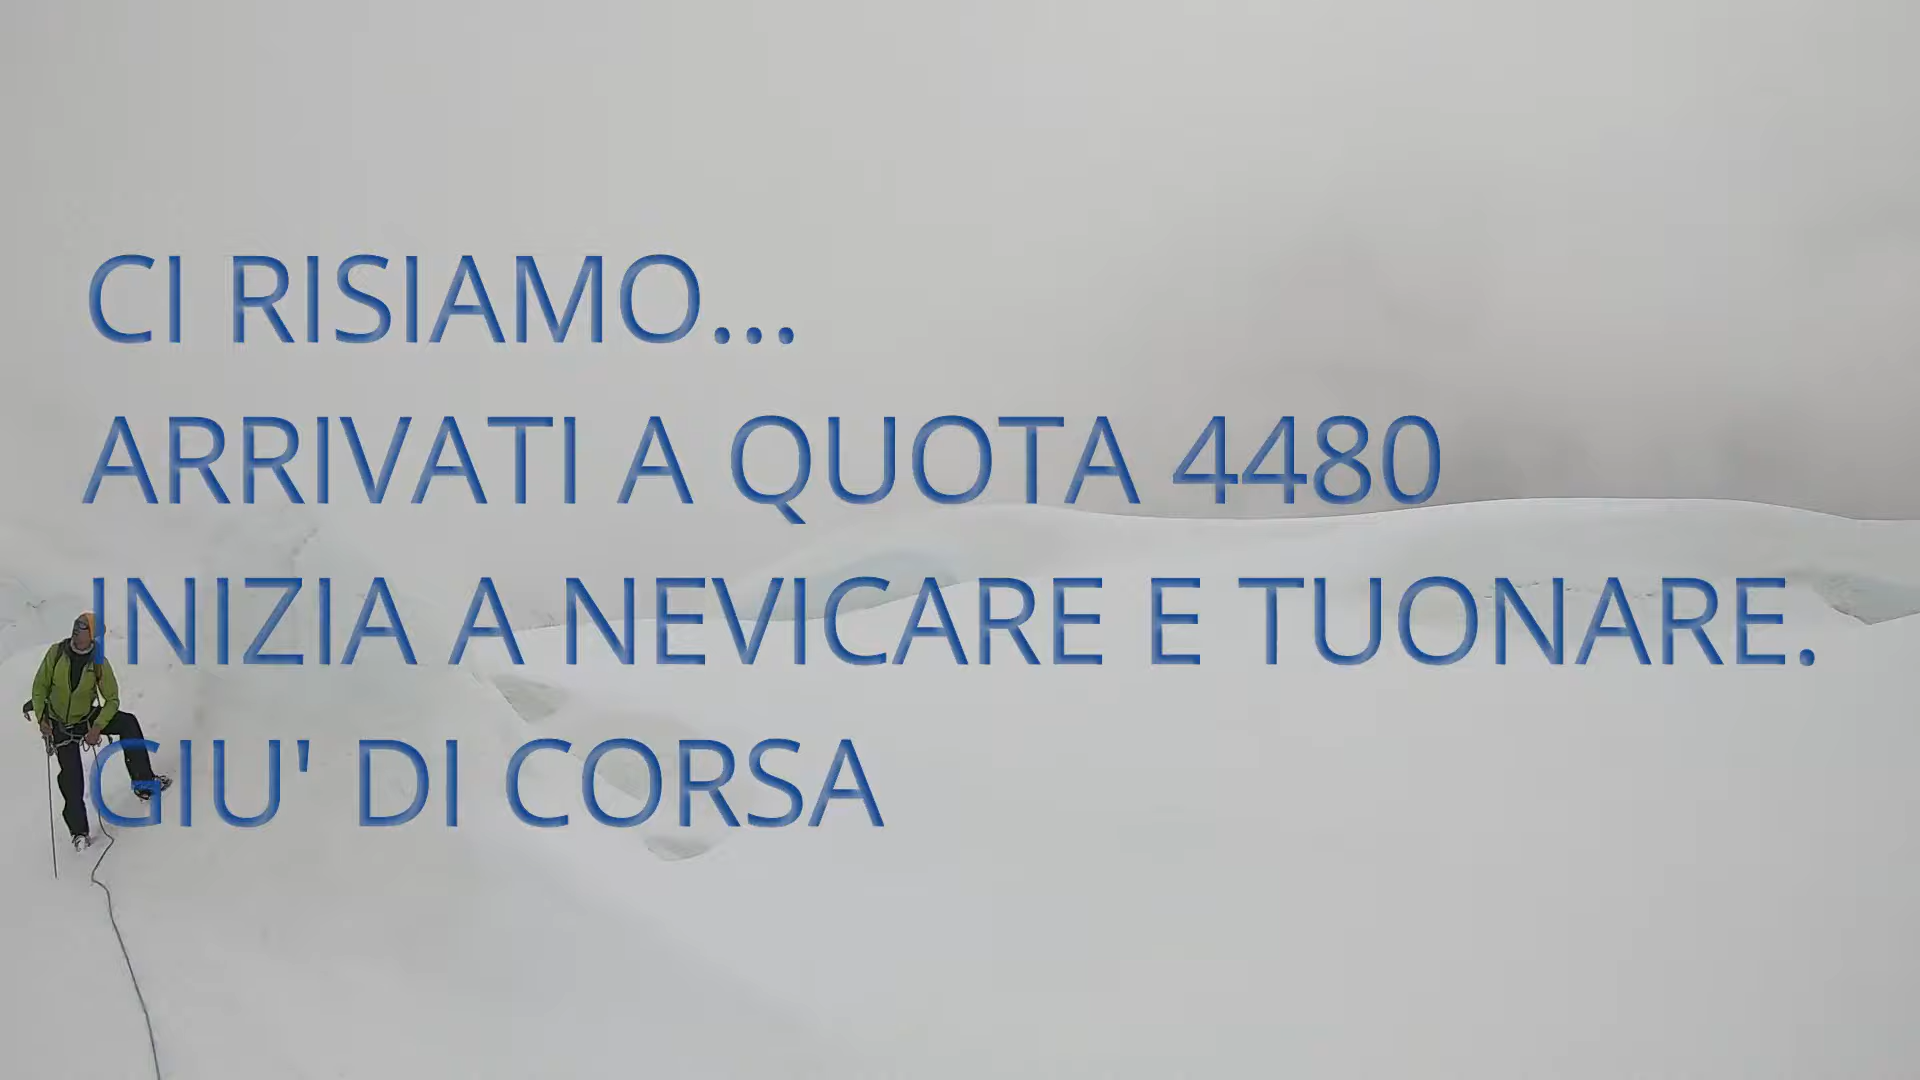 CI RISIAMO...
ARRIVATI A QUOTA 4480
INIZIA A NEVICARE E TUONARE.
GIU' DI CORSA